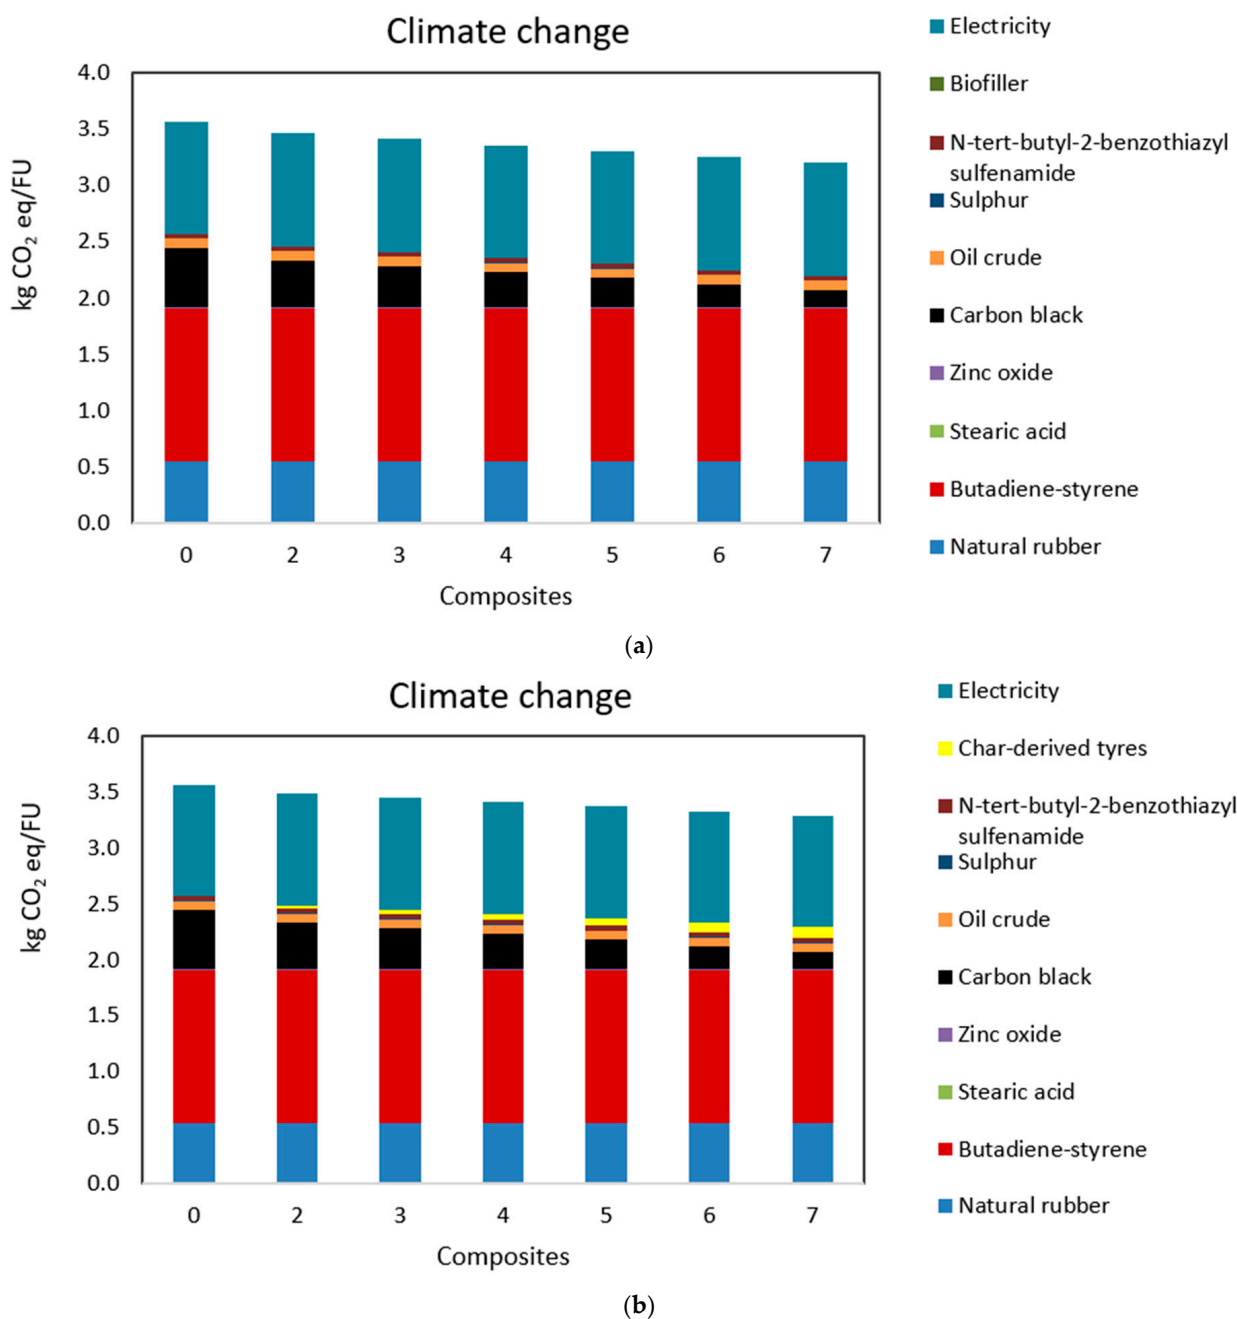 Climate change
kg CO₂ eq/FU
4.0
3.5
3.0
2.5
2.0
1.5
1.0
0.5
0.0
0 2 3 4 5 6 7
Composites
Electricity
Biofiller
N-tert-butyl-2-benzothiazyl
sulfenamide
Sulphur
Oil crude
Carbon black
Zinc oxide
Stearic acid
Butadiene-styrene
Natural rubber
(a)
Climate change
kg CO₂ eq/FU
4.0
3.5
3.0
2.5
2.0
1.5
1.0
0.5
0.0
0 2 3 4 5 6 7
Composites
Electricity
Char-derived tyres
N-tert-butyl-2-benzothiazyl
sulfenamide
Sulphur
Oil crude
Carbon black
Zinc oxide
Stearic acid
Butadiene-styrene
Natural rubber
(b)